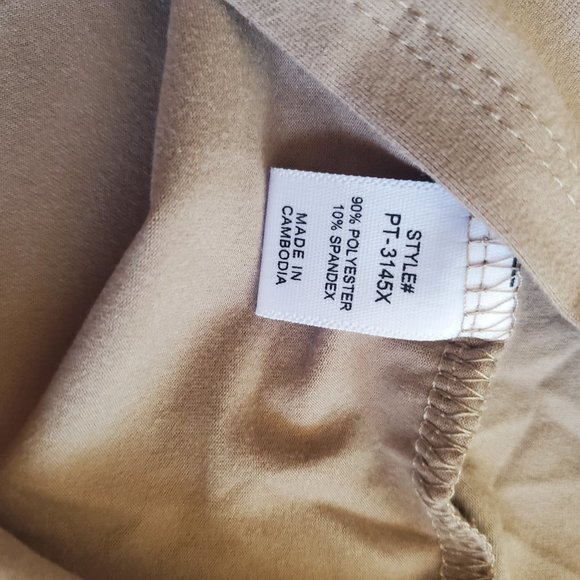 STYLE#
PT-3145X
90% POLYESTER
10% SPANDEX
MADE IN
CAMBODIA